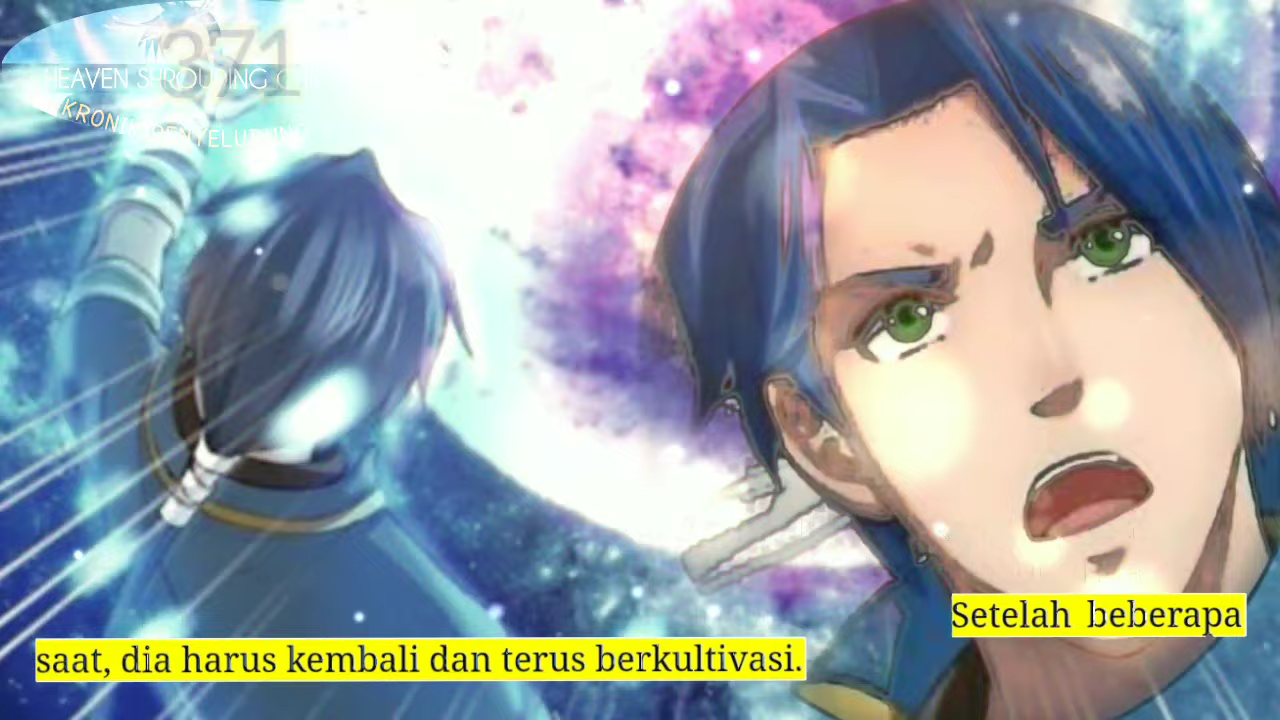 371
HEAVEN SHROUDING
Setelah beberapa
saat, dia harus kembali dan terus berkultivasi.